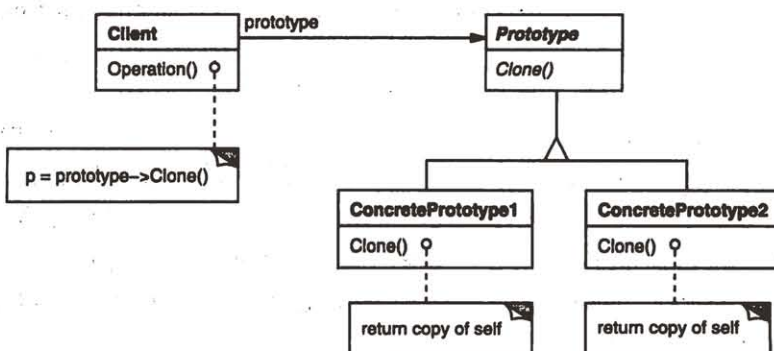 Client
prototype
Prototype
Operation()
Clone()
p = prototype->Clone()
ConcretePrototype1
ConcretePrototype2
Clone()
Clone()
return copy of self
return copy of self